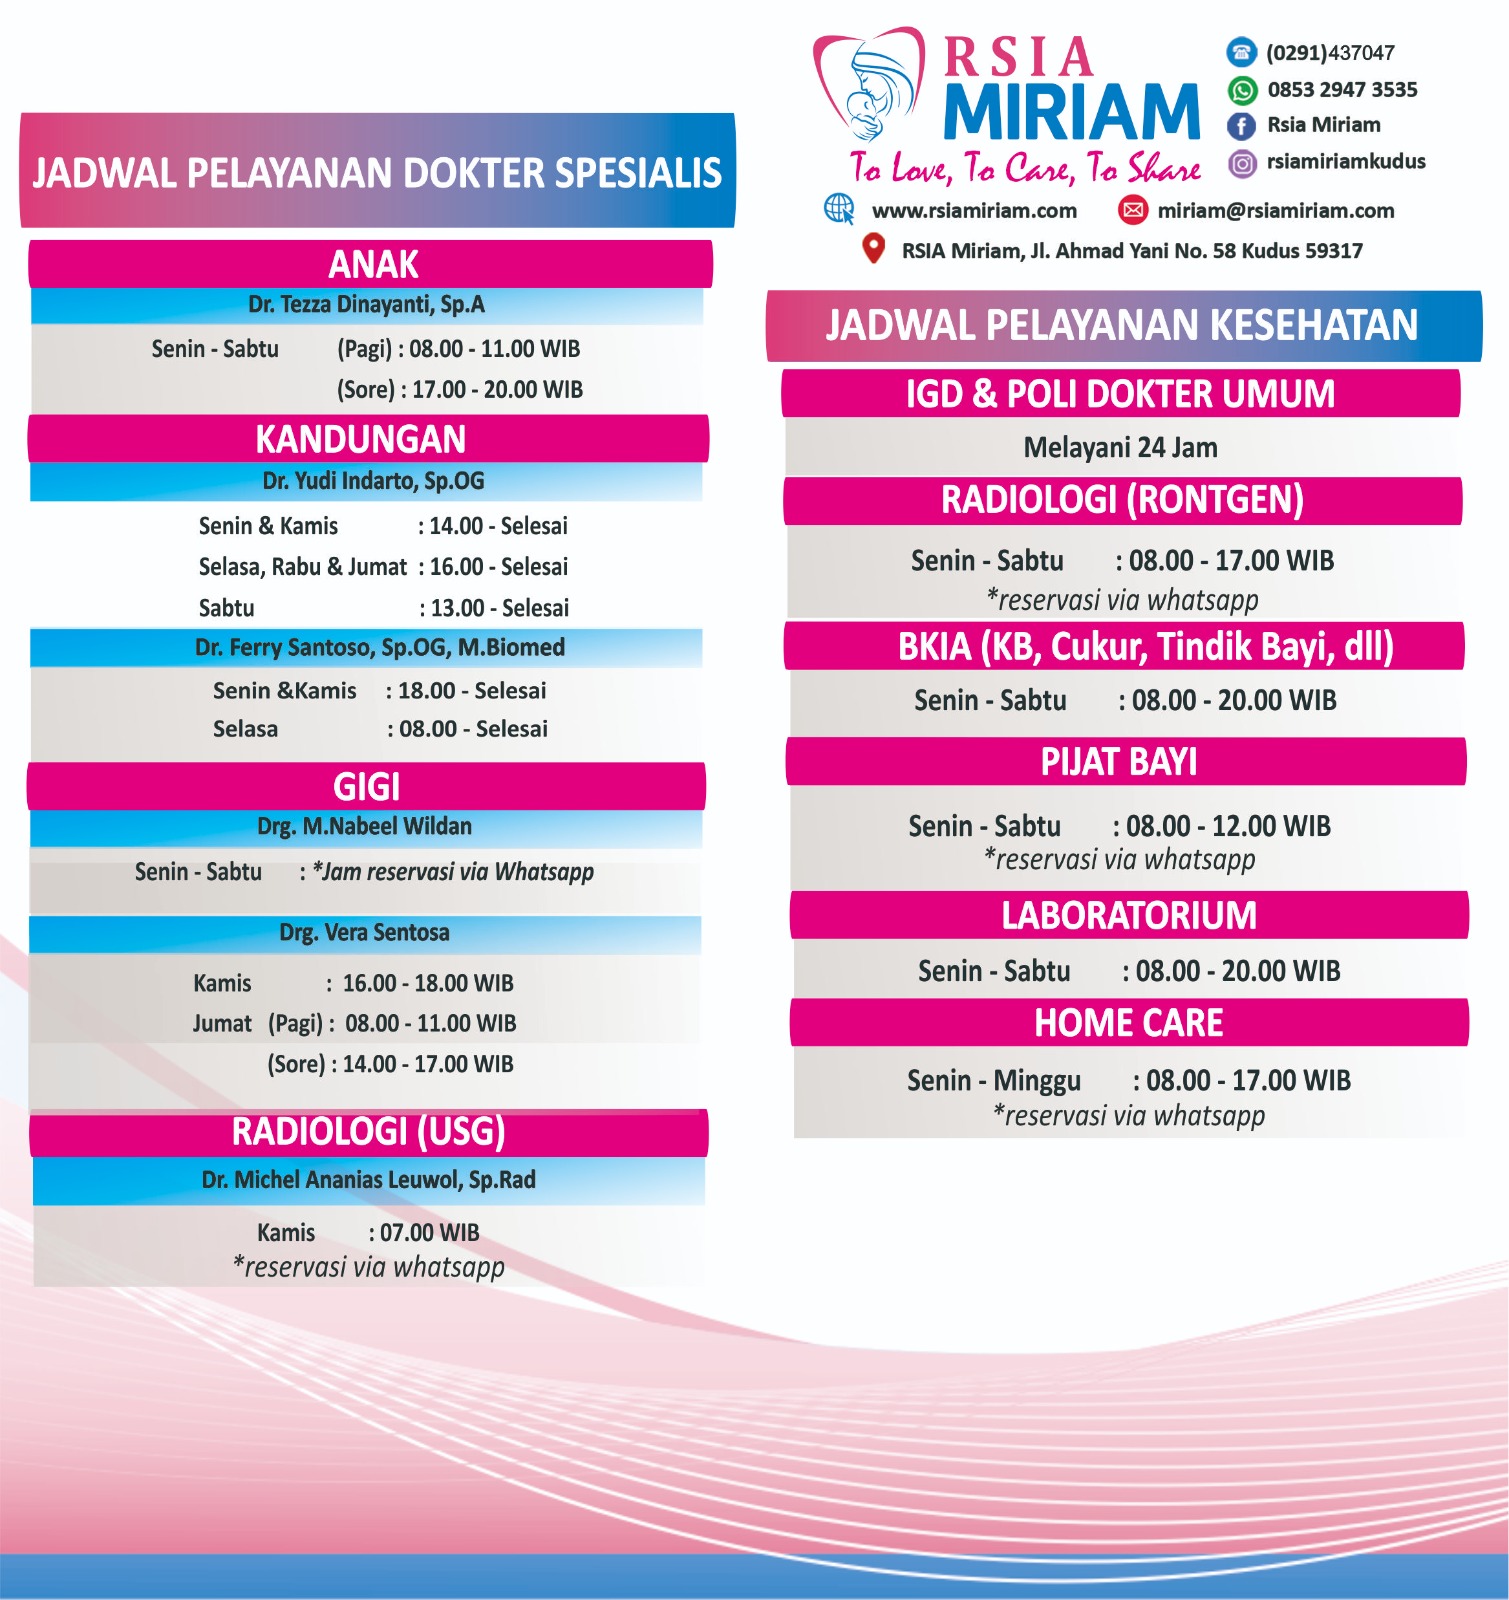 JADWAL PELAYANAN DOKTER SPESIALIS
ANAK
Dr. Tezza Dinayanti, Sp.A
Senin - Sabtu (Pagi) : 08.00 - 11.00 WIB
(Sore) : 17.00 - 20.00 WIB
KANDUNGAN
Dr. Yudi Indarto, Sp.OG
Senin & Kamis : 14.00 - Selesai
Selasa, Rabu & Jumat : 16.00 - Selesai
Sabtu : 13.00 - Selesai
Dr. Ferry Santoso, Sp.OG, M.Biomed
Senin &Kamis : 18.00 - Selesai
Selasa : 08.00 - Selesai
GIGI
Drg. M.Nabeel Wildan
Senin - Sabtu : *Jam reservasi via Whatsapp
Drg. Vera Sentosa
Kamis : 16.00 - 18.00 WIB
Jumat (Pagi) : 08.00 - 11.00 WIB
(Sore) : 14.00 - 17.00 WIB
RADIOLOGI (USG)
Dr. Michel Ananias Leuwol, Sp.Rad
Kamis : 07.00 WIB
*reservasi via whatsapp
RSIA
MIRIAM
To Love, To Care, To Share
(0291)437047
0853 2947 3535
Rsia Miriam
rsiamiriamkudus
www.rsiamiriam.com miriam@rsiamiriam.com
RSIA Miriam, Jl. Ahmad Yani No. 58 Kudus 59317
JADWAL PELAYANAN KESEHATAN
IGD & POLI DOKTER UMUM
Melayani 24 Jam
RADIOLOGI (RONTGEN)
Senin - Sabtu : 08.00 - 17.00 WIB
*reservasi via whatsapp
BKIA (KB, Cukur, Tindik Bayi, dll)
Senin - Sabtu : 08.00 - 20.00 WIB
PIJAT BAYI
Senin - Sabtu : 08.00 - 12.00 WIB
*reservasi via whatsapp
LABORATORIUM
Senin - Sabtu : 08.00 - 20.00 WIB
HOME CARE
Senin - Minggu : 08.00 - 17.00 WIB
*reservasi via whatsapp